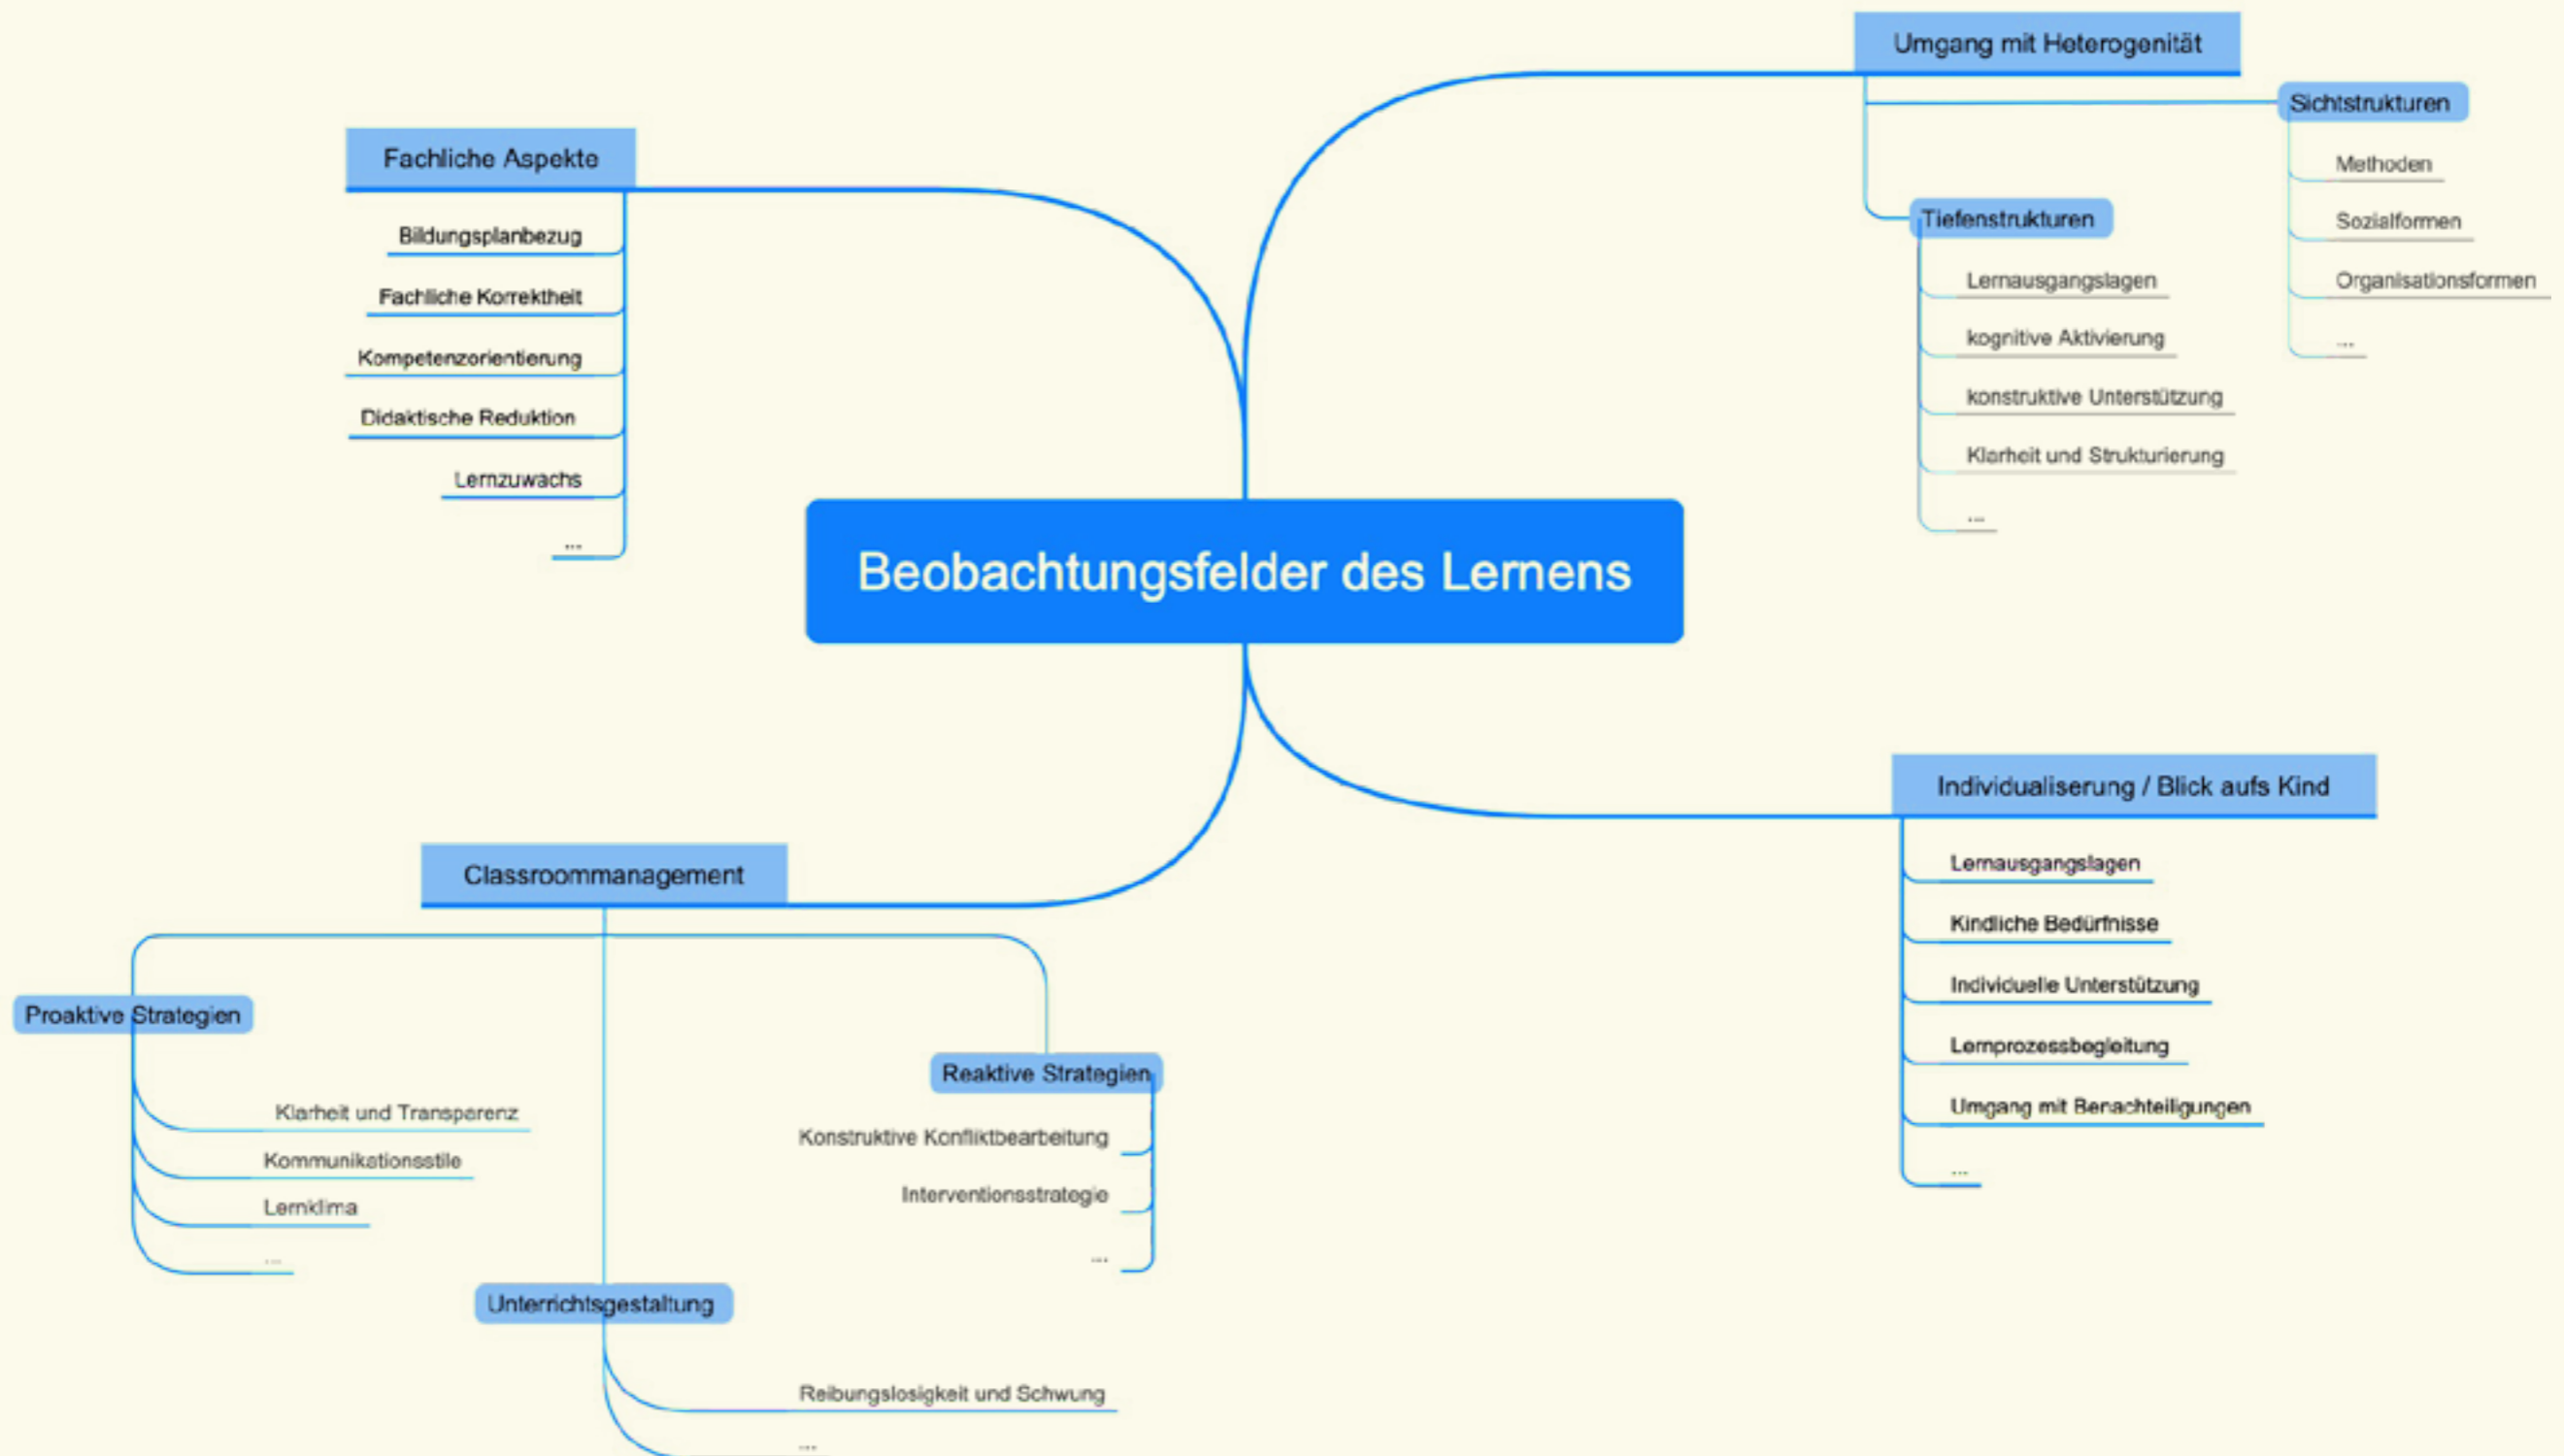 Beobachtungsfelder des Lernens
Fachliche Aspekte
Bildungsplanbezug
Fachliche Korrektheit
Kompetenzorientierung
Didaktische Reduktion
Lernzuwachs
...
Umgang mit Heterogenität
Sichtstrukturen
Methoden
Sozialformen
Organisationsformen
...
Tiefenstrukturen
Lernausgangslagen
kognitive Aktivierung
konstruktive Unterstützung
Klarheit und Strukturierung
...
Classroommanagement
Proaktive Strategien
Klarheit und Transparenz
Kommunikationsstile
Lernklima
...
Reaktive Strategien
Konstruktive Konfliktbearbeitung
Interventionsstrategie
...
Unterrichtsgestaltung
Reibungslosigkeit und Schwung
...
Individualiserung / Blick aufs Kind
Lernausgangslagen
Kindliche Bedürfnisse
Individuelle Unterstützung
Lernprozessbegleitung
Umgang mit Benachteiligungen
...